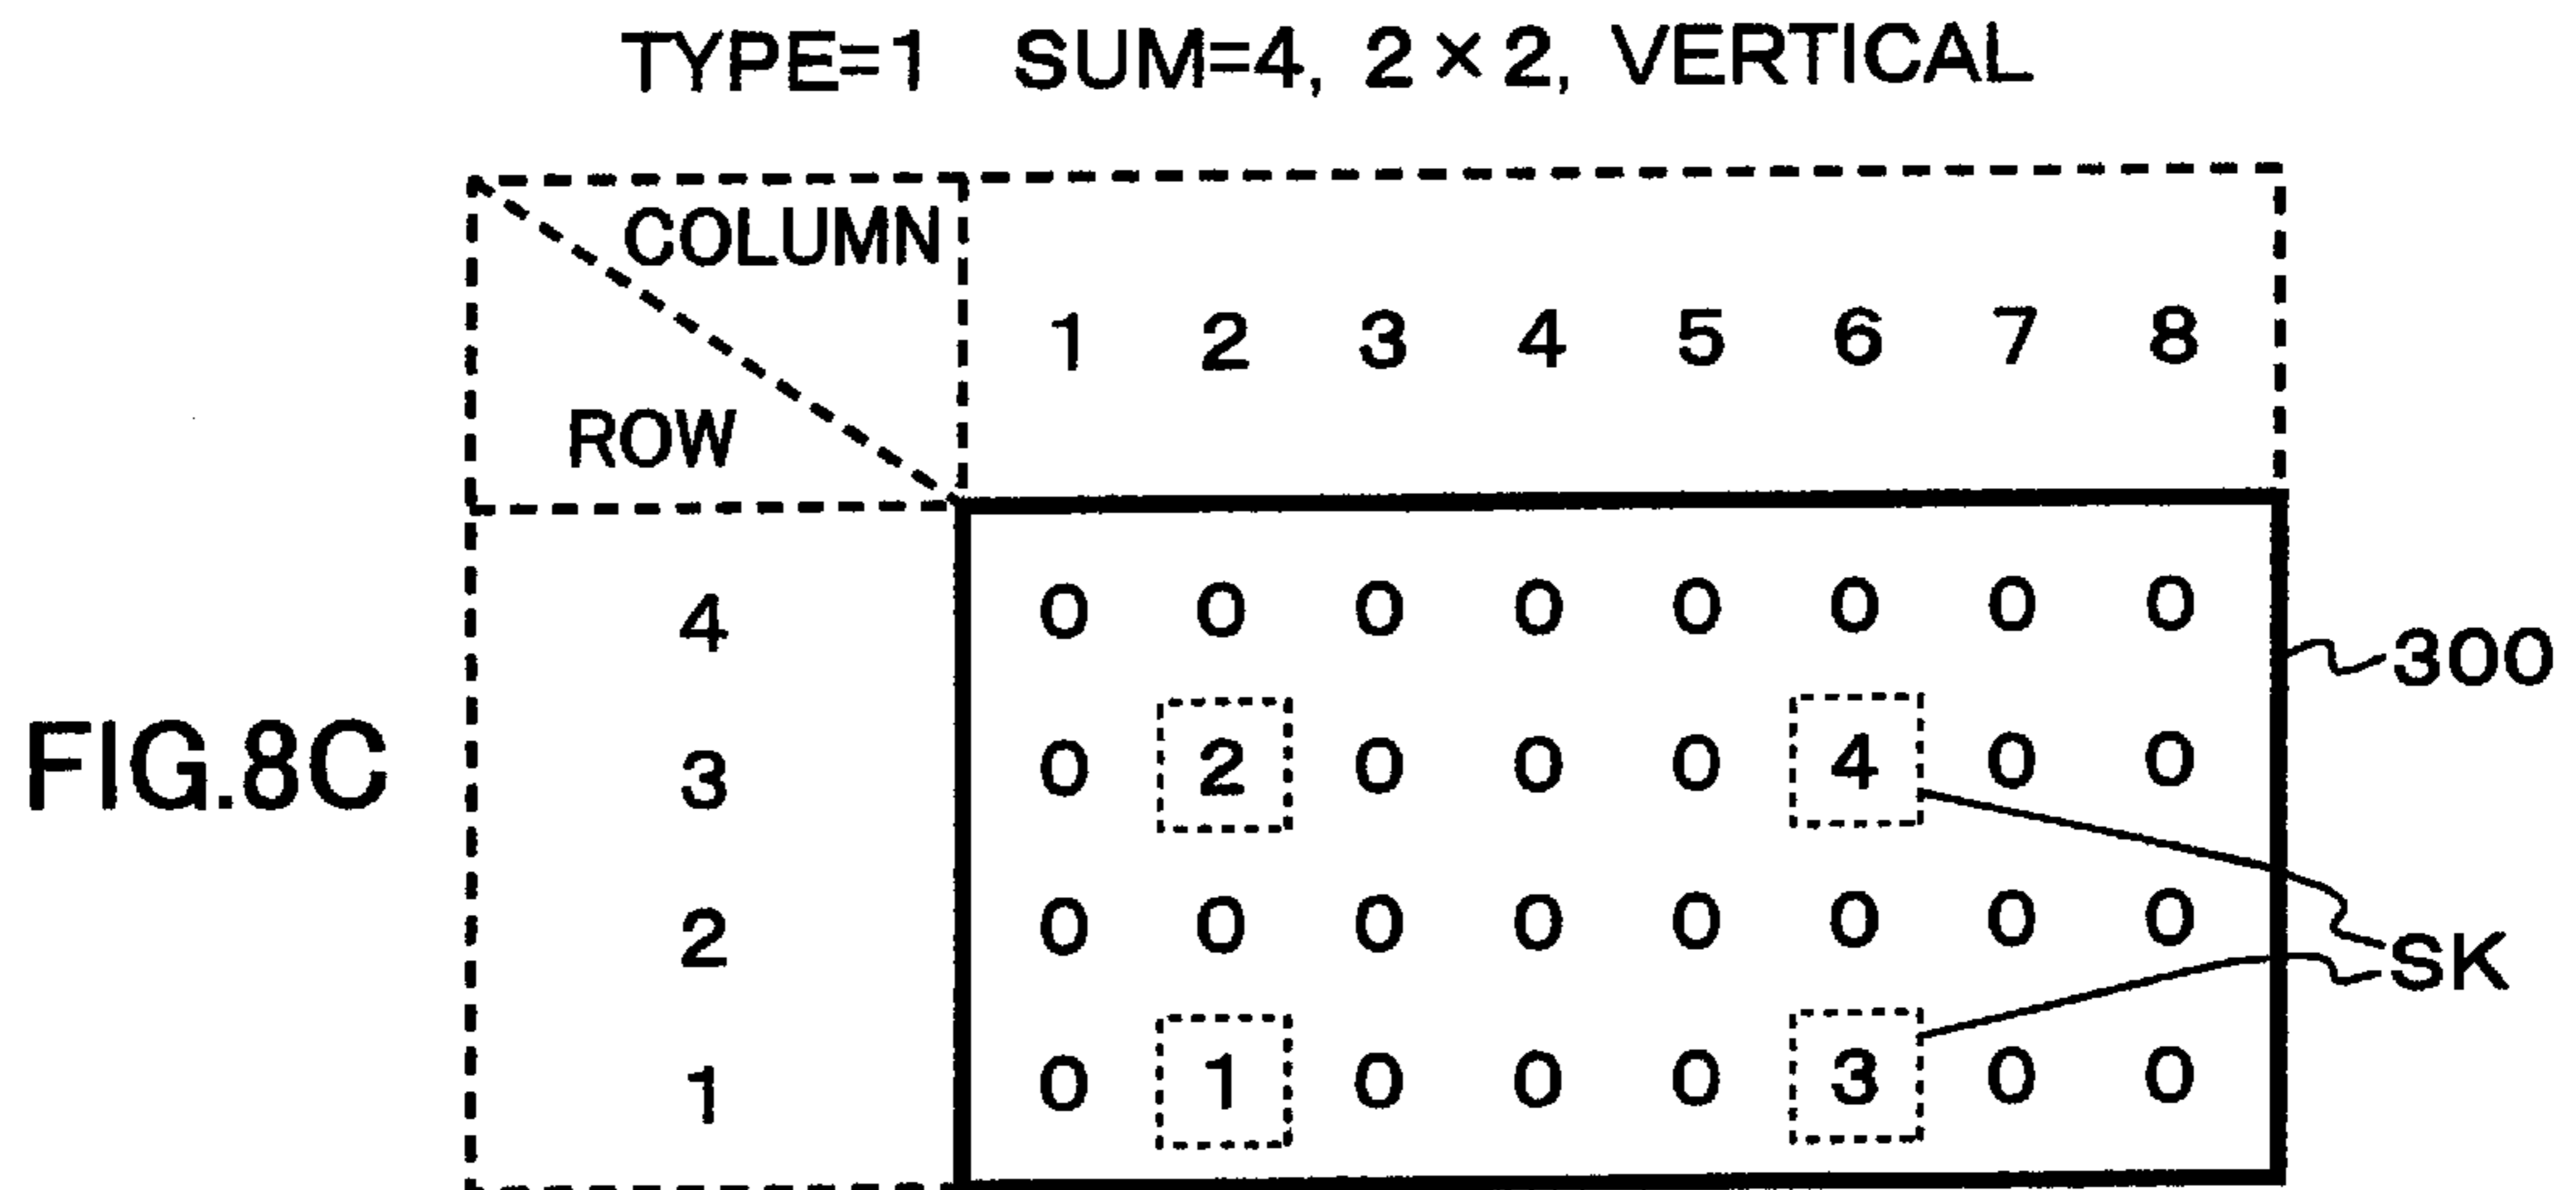 TYPE=1 SUM=4, 2×2, VERTICAL
COLUMN
1 2 3 4 5 6 7 8
ROW
4 0 0 0 0 0 0 0 0
300
FIG.8C
3 0 2 0 0 0 4 0 0
2 0 0 0 0 0 0 0 0
SK
1 0 1 0 0 0 3 0 0